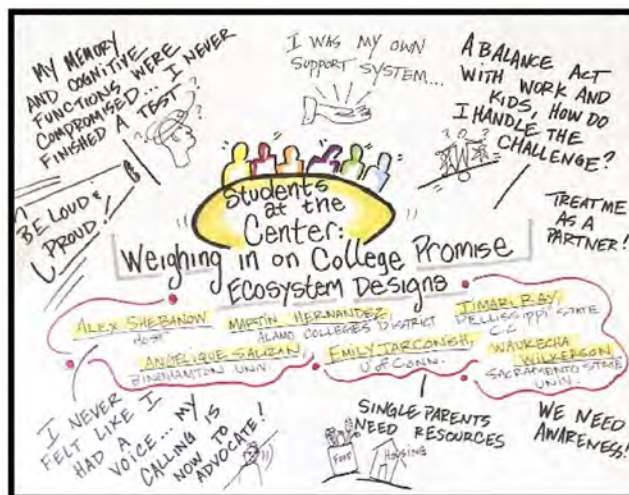 MY MEMORY
AND COGNITIVE
FUNCTIONS WERE
COMPROMISED... I NEVER
FINISHED A TEST?
I WAS MY OWN
SUPPORT SYSTEM...
A BALANCE ACT
WITH WORK AND
KIDS, HOW DO
I HANDLE THE
CHALLENGE?
BE LOUD &
PROUD!
TREAT ME
AS A
PARTNER!
Students
at the
Center:
Weighing in on College Promise
Ecosystem Designs
ALEX SHEBANOW,
HOST
MARTIN HERNANDEZ,
ALAMO COLLEGES DISTRICT
JIMARI RAY,
PELLISSIPPI STATE
C.C.
ANGELIQUE SALIZAN,
BINGHAMTON UNIV.
EMILY JARCONSH,
U OF CONN.
WAUKECHA
WILKERSON
SACRAMENTO STATE
UNIV.
I NEVER
FELT LIKE I
HAD A
VOICE... MY
CALLING IS
NOW TO
ADVOCATE!
SINGLE PARENTS
NEED RESOURCES
FOOD
HOUSING
WE NEED
AWARENESS!